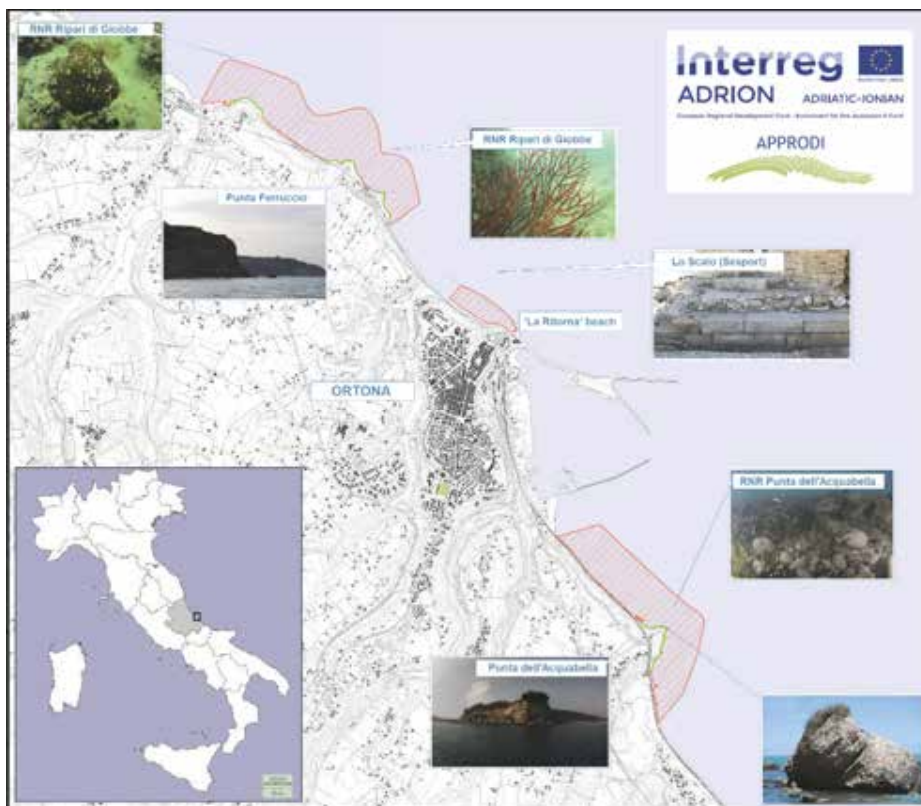 RNR Ripari di Giobbe
Interreg
ADRION ADRIATIC-IONIAN
APPRODI
RNR Ripari di Giobbe
Punta Ferruccio
Lo Scalo (Seaport)
'La Ritorna' beach
ORTONA
RNR Punta dell'Acquabella
Punta dell'Acquabella